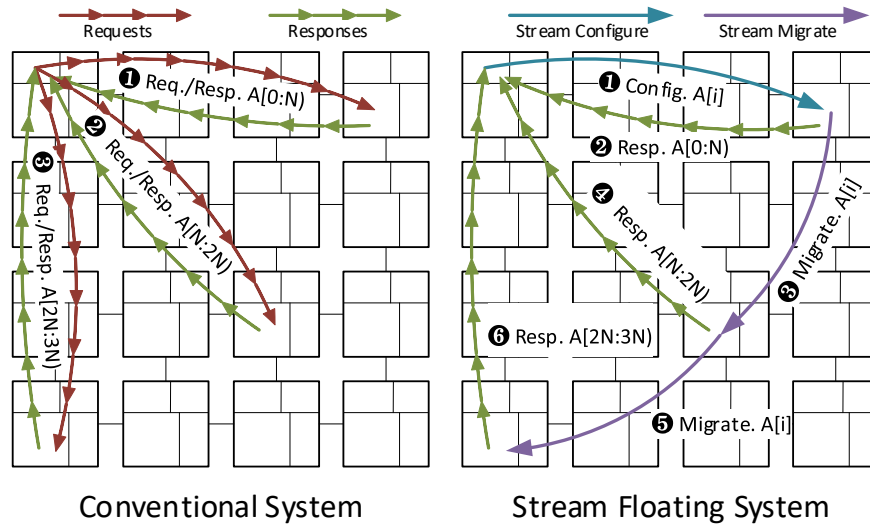 Requests
Responses
Stream Configure
Stream Migrate
❶ Req./Resp. A[0:N)
❷ Req./Resp. A[N:2N)
❸ Req./Resp. A[2N:3N)
❶ Config. A[i]
❷ Resp. A[0:N)
❸ Migrate. A[i]
❹ Resp. A[N:2N)
❺ Migrate. A[i]
❻ Resp. A[2N:3N)
Conventional System
Stream Floating System